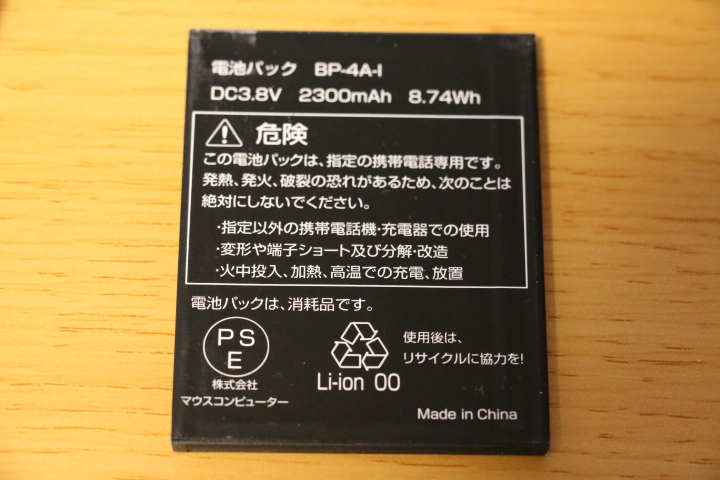 電池パック BP-4A-I
DC3.8V 2300mAh 8.74Wh
危険
この電池パックは、指定の携帯電話専用です。
発熱、発火、破裂の恐れがあるため、次のことは
絶対にしないでください。
・指定以外の携帯電話機・充電器での使用
・変形や端子ショート及び分解・改造
・火中投入、加熱、高温での充電、放置
電池パックは、消耗品です。
PS
E
株式会社
マウスコンピューター
使用後は、
リサイクルに協力を!
Li-ion 00
Made in China